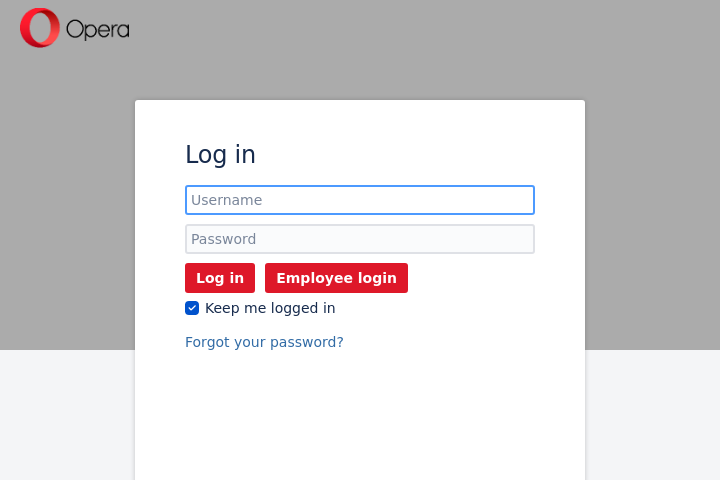 Opera
Log in
Username
Password
Log in Employee login
Keep me logged in
Forgot your password?